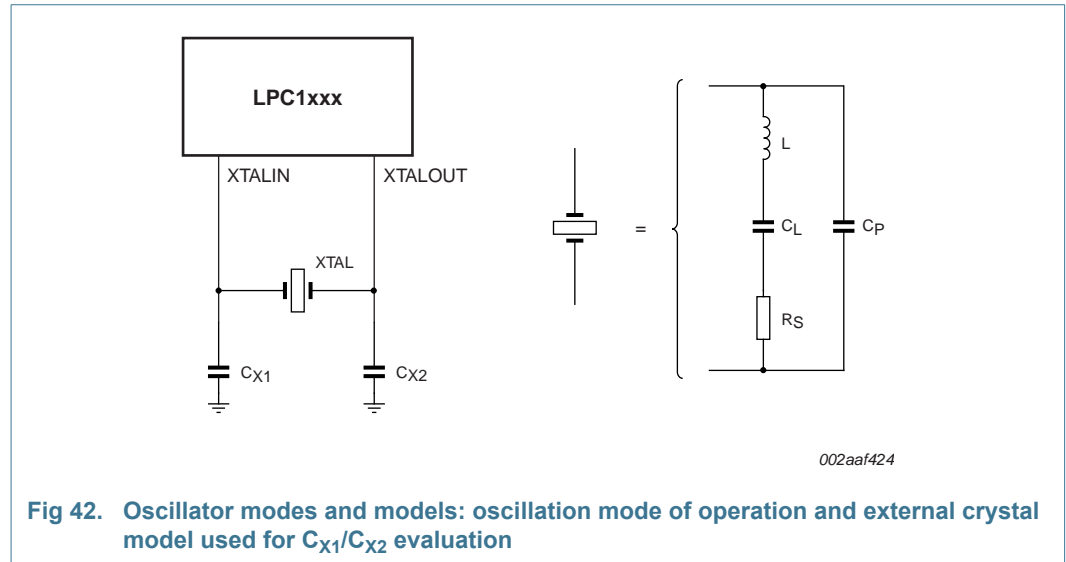 LPC1xxx
XTALIN
XTALOUT
XTAL
CX1
CX2
=
L
CL
CP
RS
002aaf424
Fig 42. Oscillator modes and models: oscillation mode of operation and external crystal
model used for CX1/CX2 evaluation